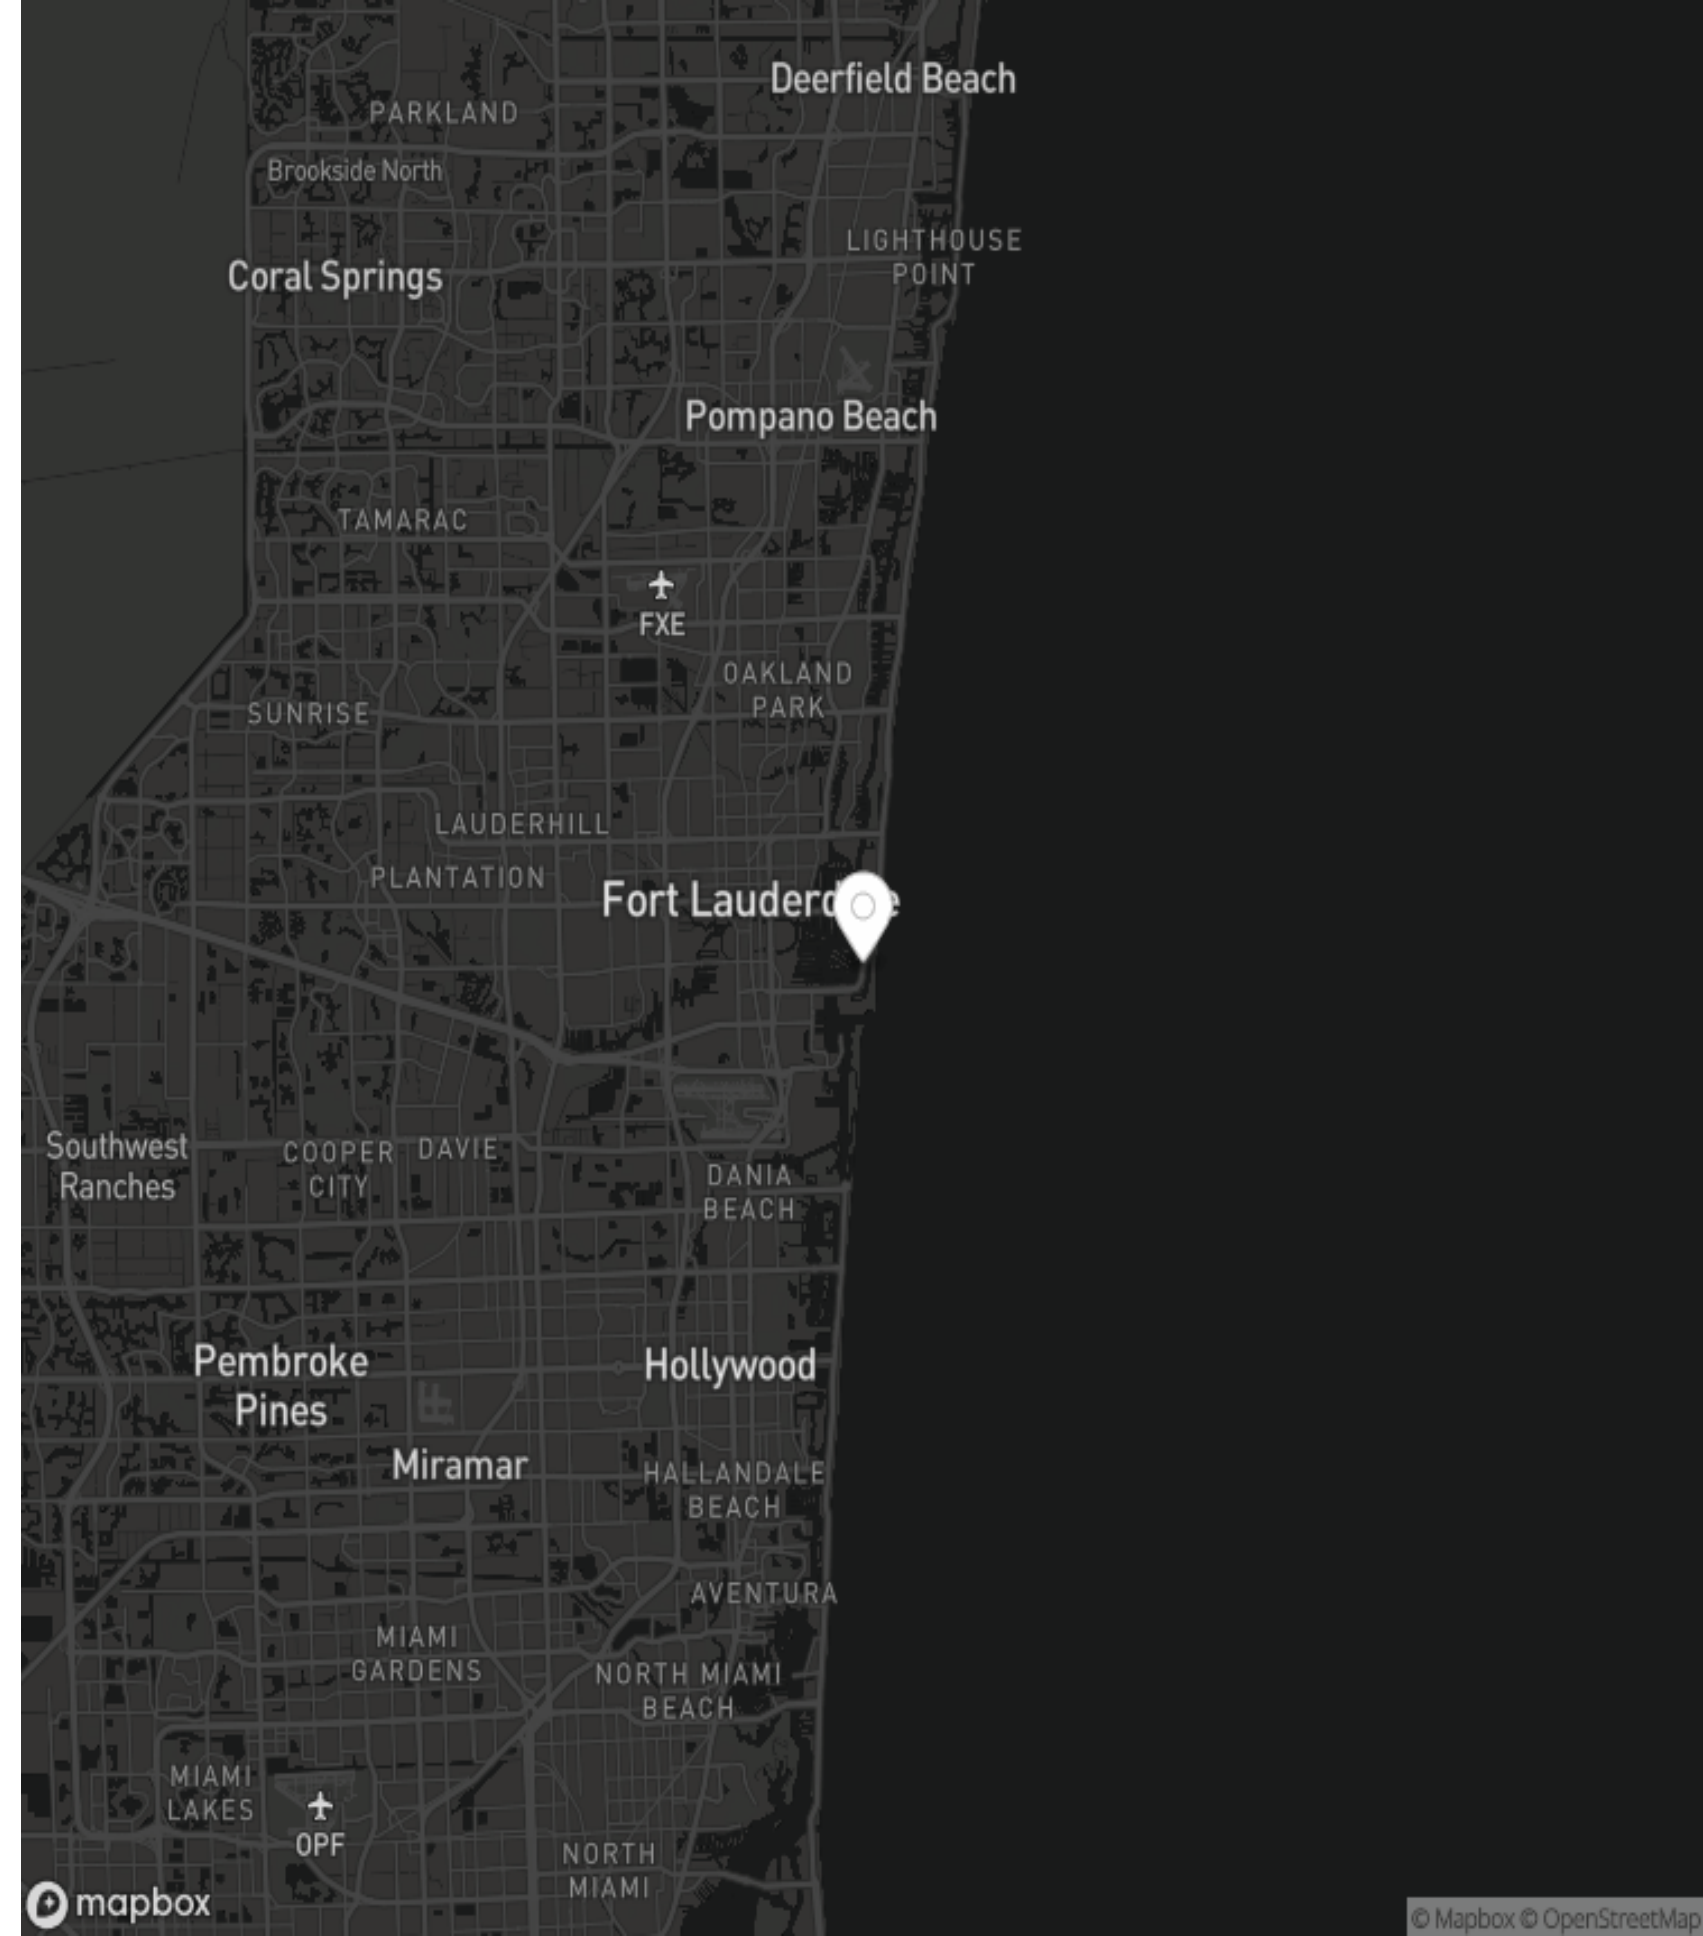 Deerfield Beach
PARKLAND
Brookside North
LIGHTHOUSE
POINT
Coral Springs
Pompano Beach
TAMARAC
FXE
OAKLAND
PARK
SUNRISE
LAUDERHILL
PLANTATION
Fort
Southwest
Ranches
COOPER
CITY
DAVIE
DANIA
BEACH
Pembroke
Pines
Hollywood
Miramar
HALLANDALE
BEACH
AVENTURA
MIAMI
GARDENS
NORTH MIAMI
BEACH
MIAMI
LAKES
OPF
NORTH
MIAMI
mapbox
© Mapbox © OpenStreetMap